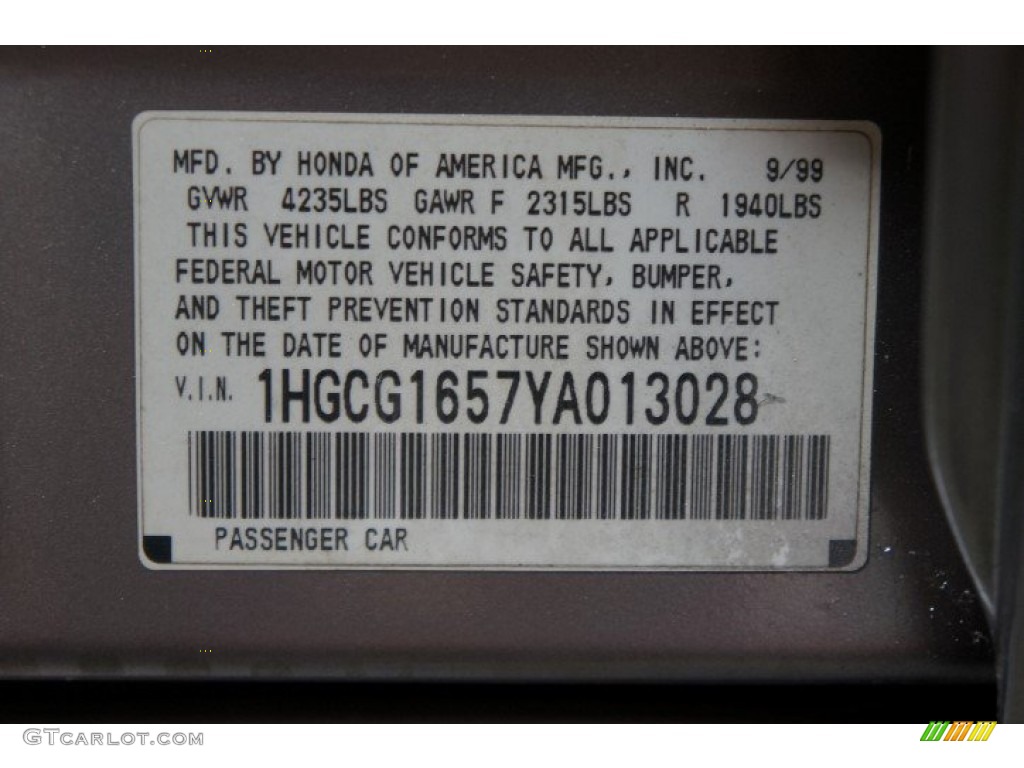 MFD. BY HONDA OF AMERICA MFG., INC. 9/99
GVWR 4235LBS GAWR F 2315LBS R 1940LBS
THIS VEHICLE CONFORMS TO ALL APPLICABLE
FEDERAL MOTOR VEHICLE SAFETY, BUMPER,
AND THEFT PREVENTION STANDARDS IN EFFECT
ON THE DATE OF MANUFACTURE SHOWN ABOVE:
V.I.N. 1HGCG1657YA013028
PASSENGER CAR
GTCARLOT.COM